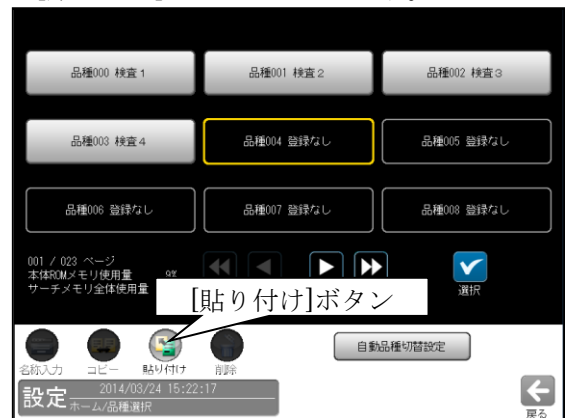 品種000 検査1
品種001 検査2
品種002 検査3
品種003 検査4
品種004 登録なし
品種005 登録なし
品種006 登録なし
品種007 登録なし
品種008 登録なし
001 / 023 ページ
本体ROMメモリ使用量 9%
サーチメモリ全体使用量
選択
[貼り付け]ボタン
名称入力
コピー
貼り付け
削除
自動品種切替設定
設定
2014/03/24 15:22:17
ホーム/品種選択
戻る